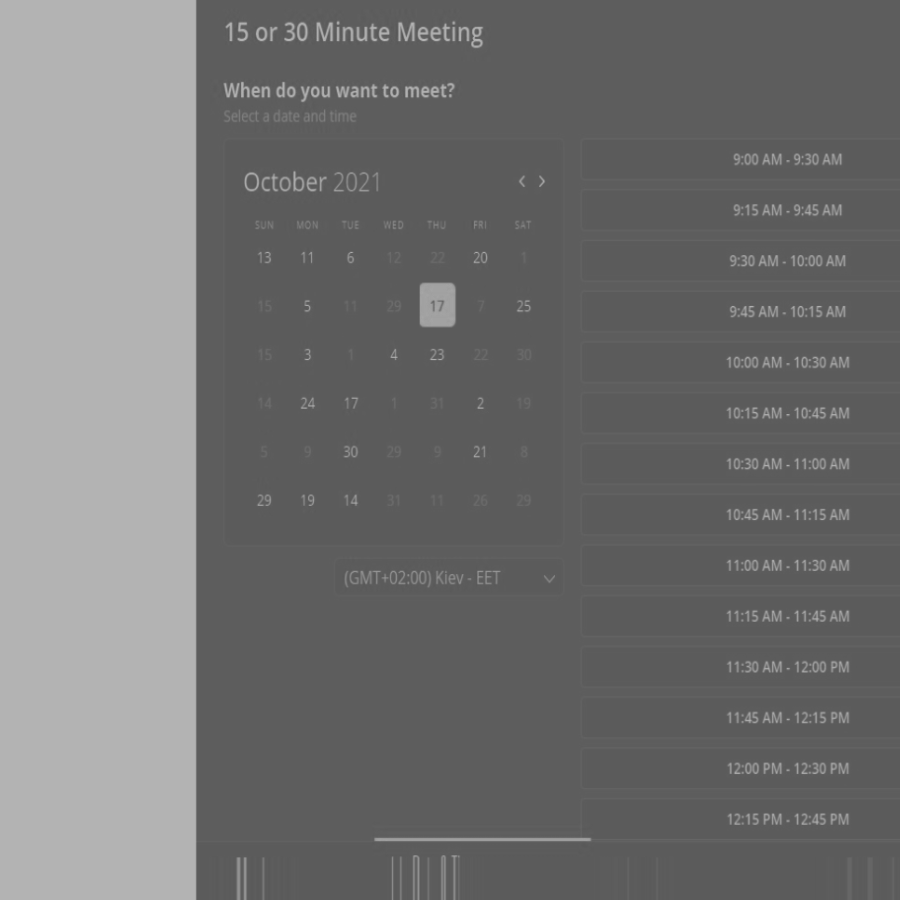 15 or 30 Minute Meeting
When do you want to meet?
Select a date and time
October 2021
SUN MON TUE WED THU FRI SAT
13 11 6 12 22 20 1
15 5 11 29 17 7 25
15 3 1 4 23 22 30
14 24 17 1 31 2 19
5 9 30 29 9 21 8
29 19 14 31 11 26 29
(GMT+02:00) Kiev - EET
9:00 AM - 9:30 AM
9:15 AM - 9:45 AM
9:30 AM - 10:00 AM
9:45 AM - 10:15 AM
10:00 AM - 10:30 AM
10:15 AM - 10:45 AM
10:30 AM - 11:00 AM
10:45 AM - 11:15 AM
11:00 AM - 11:30 AM
11:15 AM - 11:45 AM
11:30 AM - 12:00 PM
11:45 AM - 12:15 PM
12:00 PM - 12:30 PM
12:15 PM - 12:45 PM